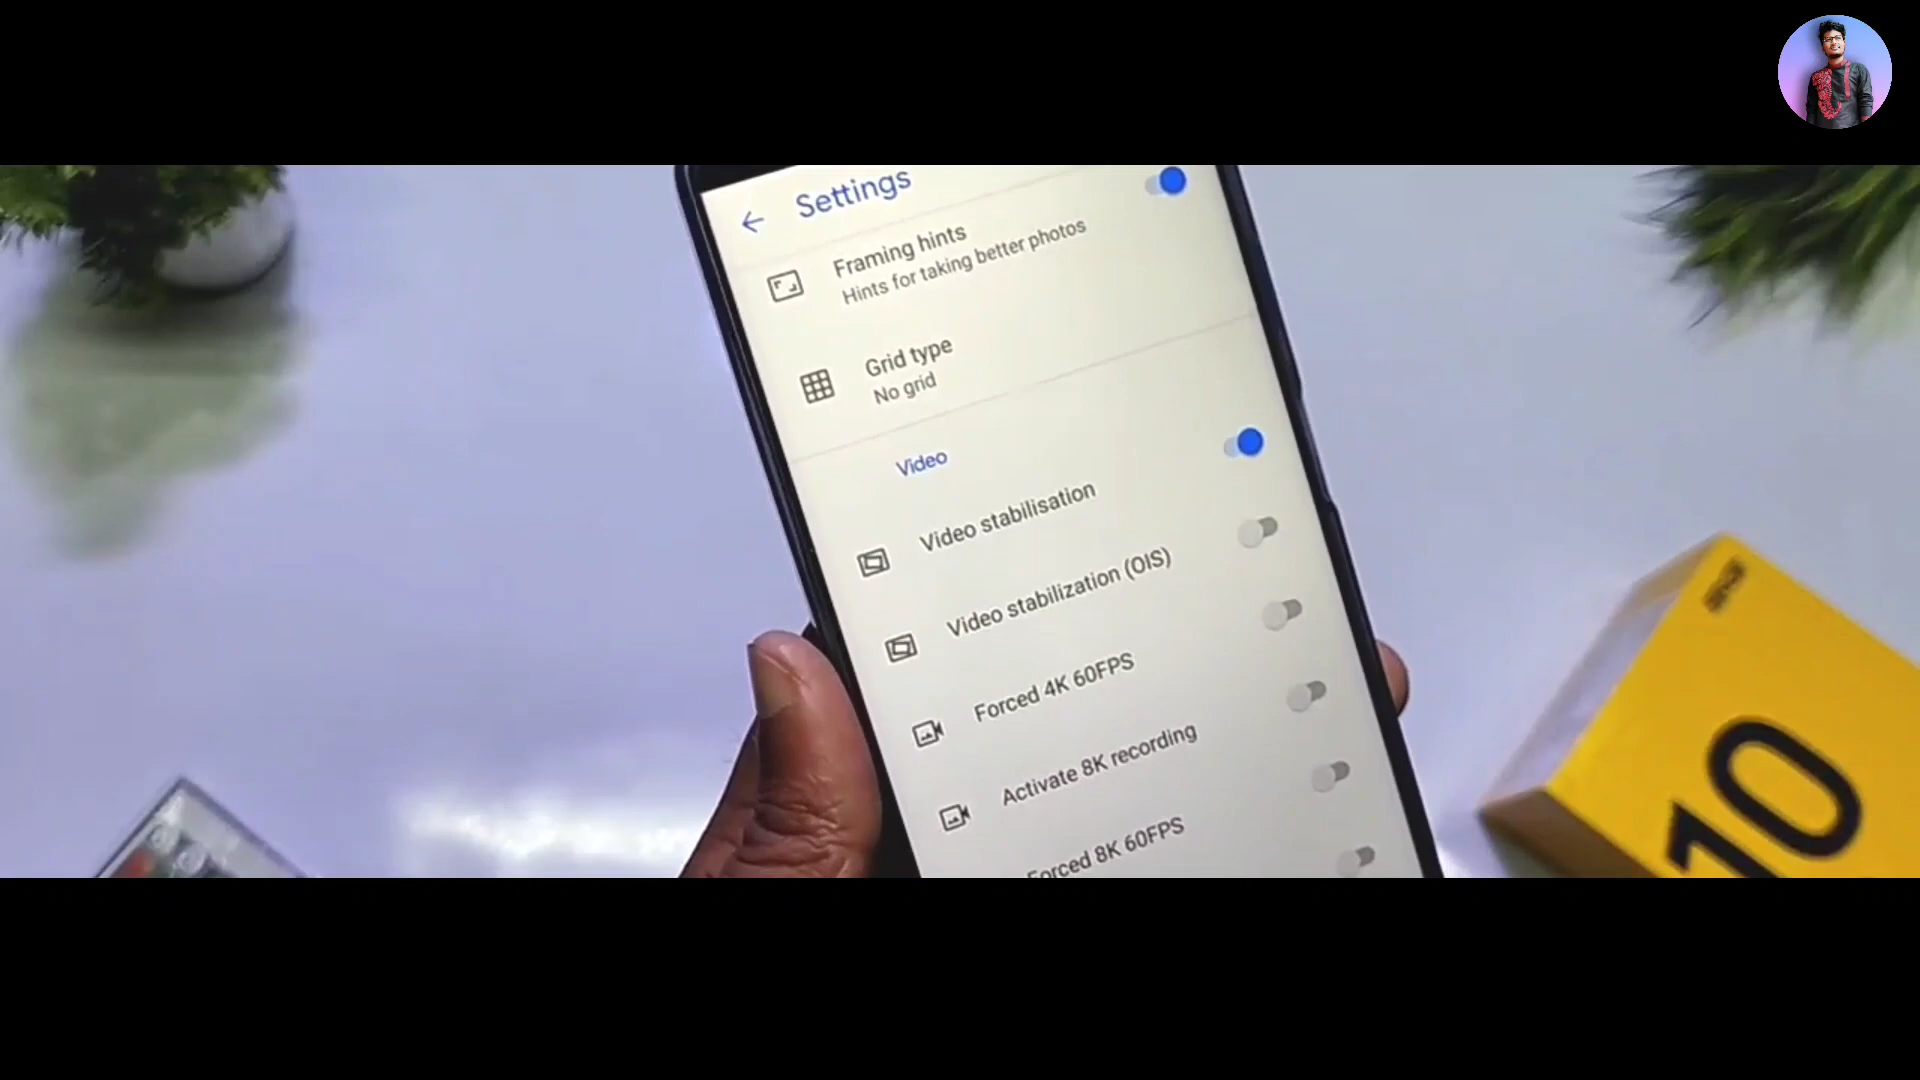 Settings
Framing hints
Hints for taking better photos
Grid type
No grid
Video
Video stabilisation
Video stabilization (OIS)
Forced 4K 60FPS
Activate 8K recording
Forced 8K 60FPS
10